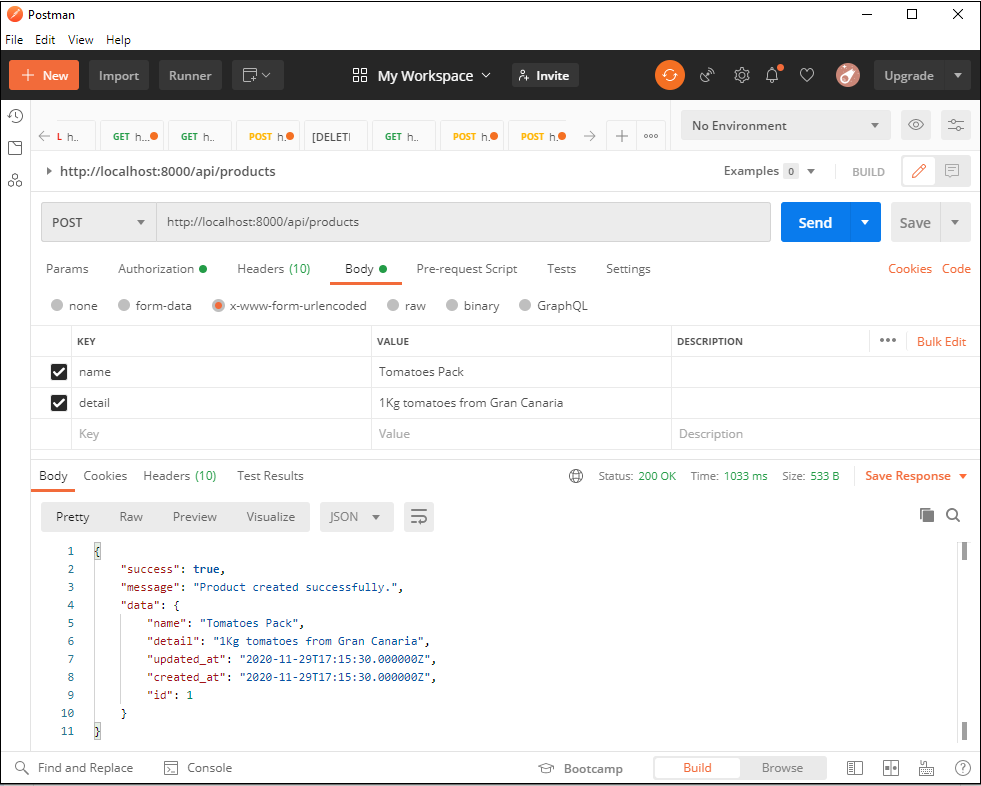 Postman
File Edit View Help
New Import Runner My Workspace Invite Upgrade
L h.. GET h... GET h.. POST h. [DELETI GET h.. POST h. POST h. No Environment
http://localhost:8000/api/products Examples 0 BUILD
POST http://localhost:8000/api/products Send Save
Params Authorization Headers (10) Body Pre-request Script Tests Settings Cookies Code
none form-data x-www-form-urlencoded raw binary GraphQL
KEY VALUE DESCRIPTION Bulk Edit
name Tomatoes Pack
detail 1Kg tomatoes from Gran Canaria
Key Value Description
Body Cookies Headers (10) Test Results Status: 200 OK Time: 1033 ms Size: 533 B Save Response
Pretty Raw Preview Visualize JSON
1 {
2 "success": true,
3 "message": "Product created successfully.",
4 "data": {
5 "name": "Tomatoes Pack",
6 "detail": "1Kg tomatoes from Gran Canaria",
7 "updated_at": "2020-11-29T17:15:30.000000Z",
8 "created_at": "2020-11-29T17:15:30.000000Z",
9 "id": 1
10 }
11 }
Find and Replace Console Bootcamp Build Browse